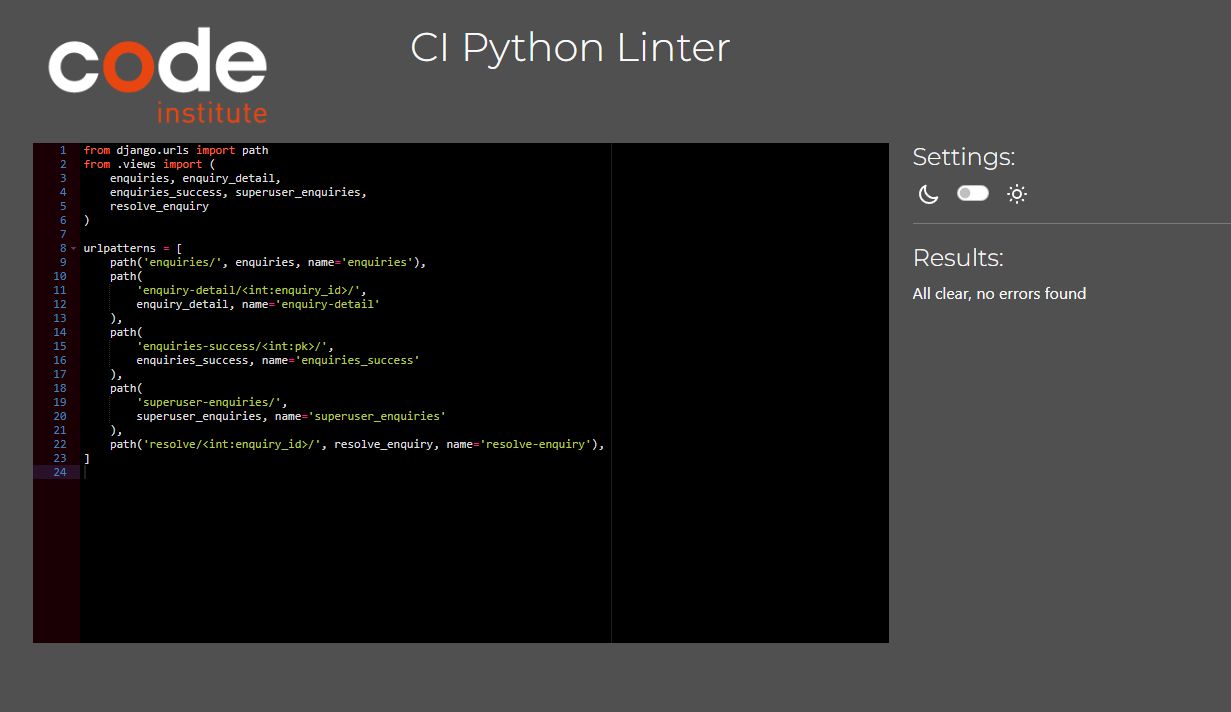 code
institute
CI Python Linter
1 from django.urls import path
2 from .views import (
3     enquiries, enquiry_detail,
4     enquiries_success, superuser_enquiries,
5     resolve_enquiry
6 )
7
8 urlpatterns = [
9     path('enquiries/', enquiries, name='enquiries'),
10     path(
11         'enquiry-detail/<int:enquiry_id>/',
12         enquiry_detail, name='enquiry-detail'
13     ),
14     path(
15         'enquiries-success/<int:pk>/',
16         enquiries_success, name='enquiries_success'
17     ),
18     path(
19         'superuser-enquiries/',
20         superuser_enquiries, name='superuser_enquiries'
21     ),
22     path('resolve/<int:enquiry_id>/', resolve_enquiry, name='resolve-enquiry'),
23 ]
24
Settings:
Results:
All clear, no errors found